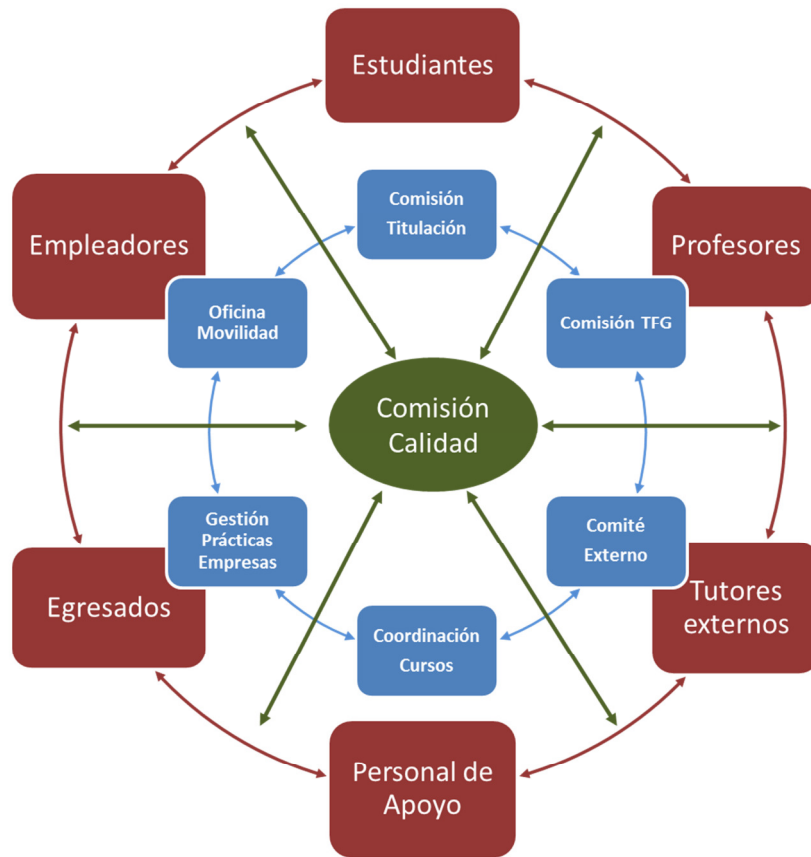 Estudiantes
Comisión
Titulación
Empleadores
Profesores
Oficina
Movilidad
Comisión TFG
Comisión
Calidad
Gestión
Prácticas
Empresas
Comité
Externo
Egresados
Tutores
externos
Coordinación
Cursos
Personal de
Apoyo